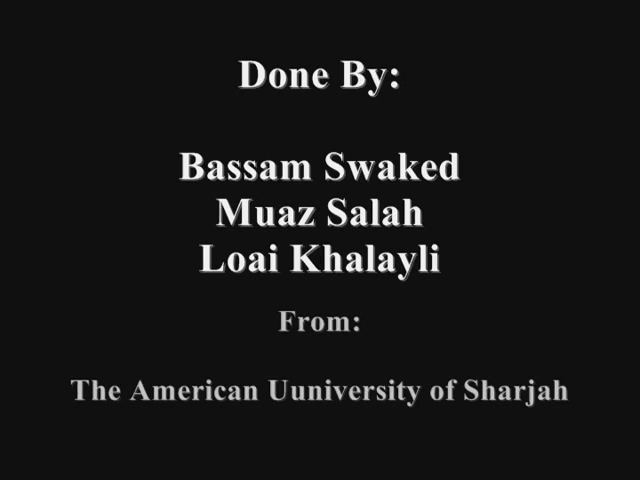 Done By:
Bassam Swaked
Muaz Salah
Loai Khalayli
From:
The American Uuniversity of Sharjah